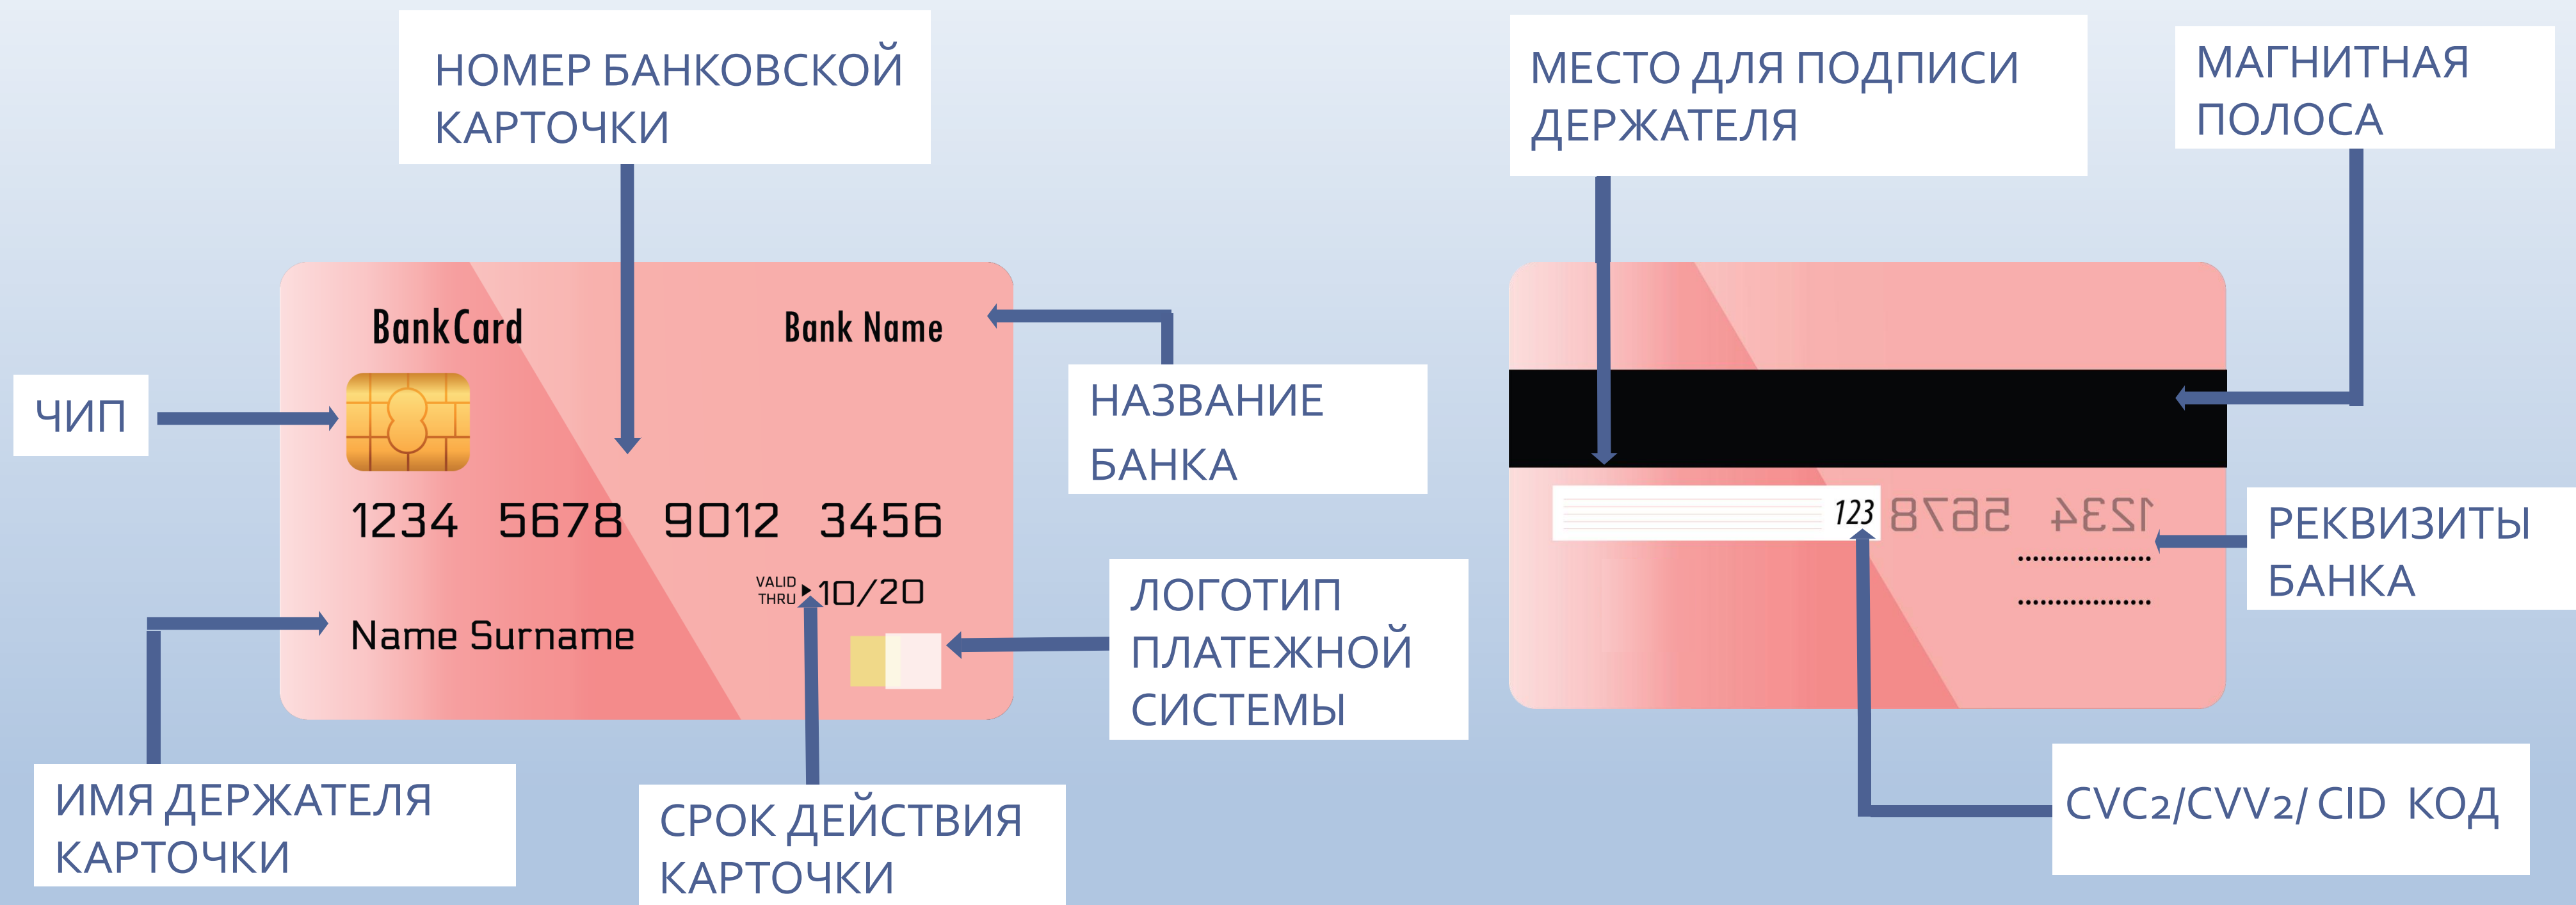 НОМЕР БАНКОВСКОЙ
КАРТОЧКИ
BankCard
Bank Name
НАЗВАНИЕ
БАНКА
ЧИП
1234 5678 9012 3456
VALID
THRU
10/20
Name Surname
ЛОГОТИП
ПЛАТЕЖНОЙ
СИСТЕМЫ
ИМЯ ДЕРЖАТЕЛЯ
КАРТОЧКИ
СРОК ДЕЙСТВИЯ
КАРТОЧКИ
МЕСТО ДЛЯ ПОДПИСИ
ДЕРЖАТЕЛЯ
МАГНИТНАЯ
ПОЛОСА
123
1234 5678
РЕКВИЗИТЫ
БАНКА
CVC2/CVV2/ CID КОД